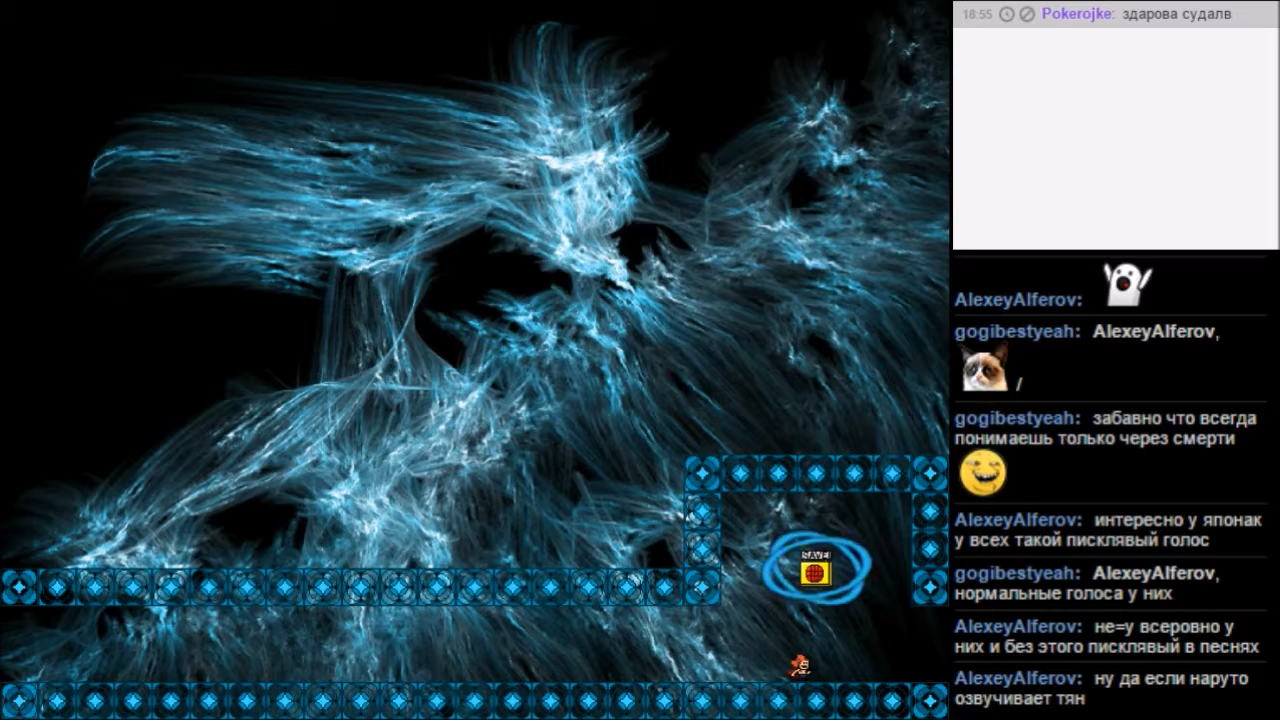 18:55 Pokerojke: здарова судалв
AlexeyAlferov:
gogibestyeah: AlexeyAlferov,
/
gogibestyeah: забавно что всегда
понимаешь только через смерти
SAVE!
AlexeyAlferov: интересно у японак
у всех такой писклявый голос
gogibestyeah: AlexeyAlferov,
нормальные голоса у них
AlexeyAlferov: не=у всеровно у
них и без этого писклявый в песнях
AlexeyAlferov: ну да если наруто
озвучивает тян